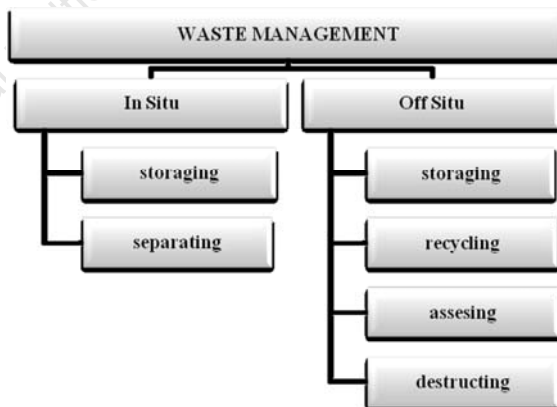 WASTE MANAGEMENT
In Situ
storaging
separating
Off Situ
storaging
recycling
assesing
destructing